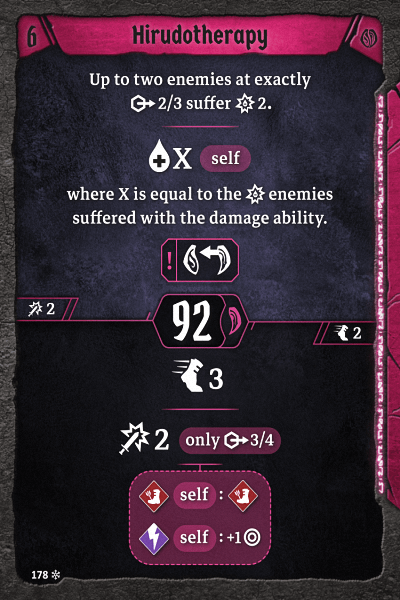 6 Hirudotherapy
Up to two enemies at exactly
2/3 suffer 2.
X self
where X is equal to the enemies
suffered with the damage ability.
!
2 92 2
3
2 only 3/4
self :
self : +1
178